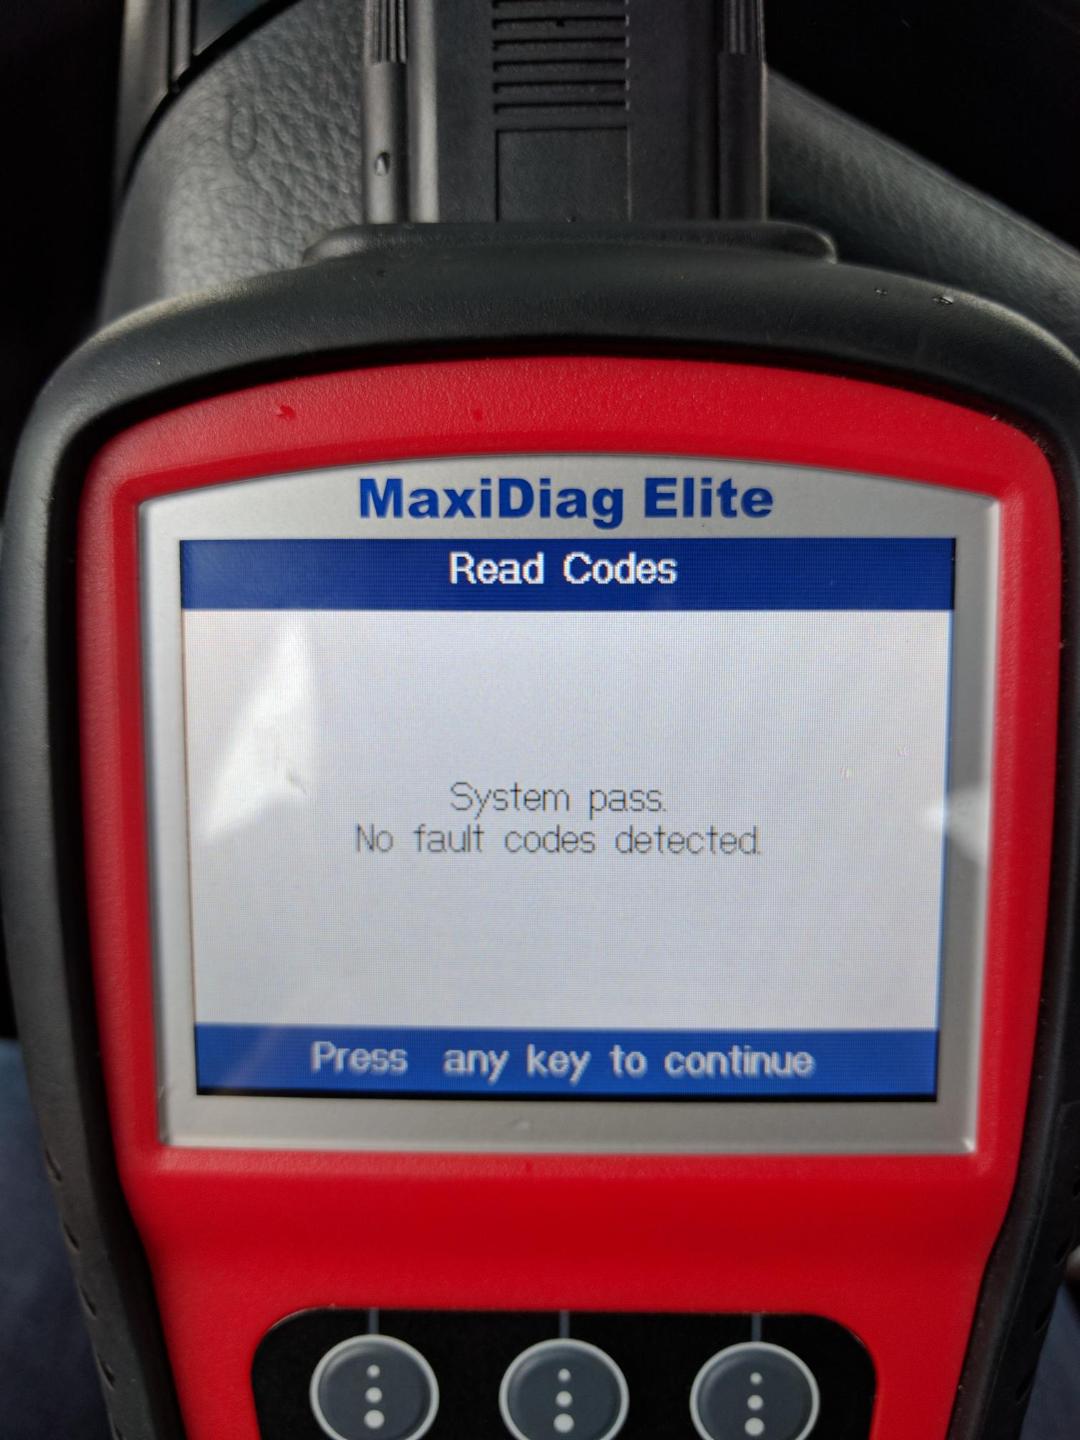 MaxiDiag Elite
Read Codes
System pass.
No fault codes detected.
Press any key to continue